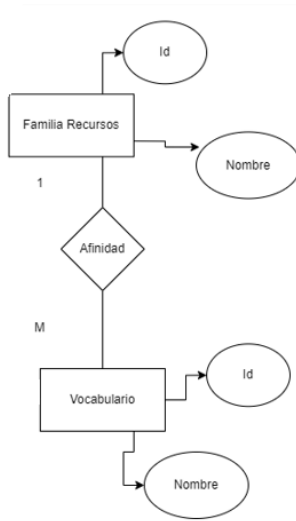 Id
Familia Recursos
Nombre
1
Afinidad
M
Vocabulario
Id
Nombre